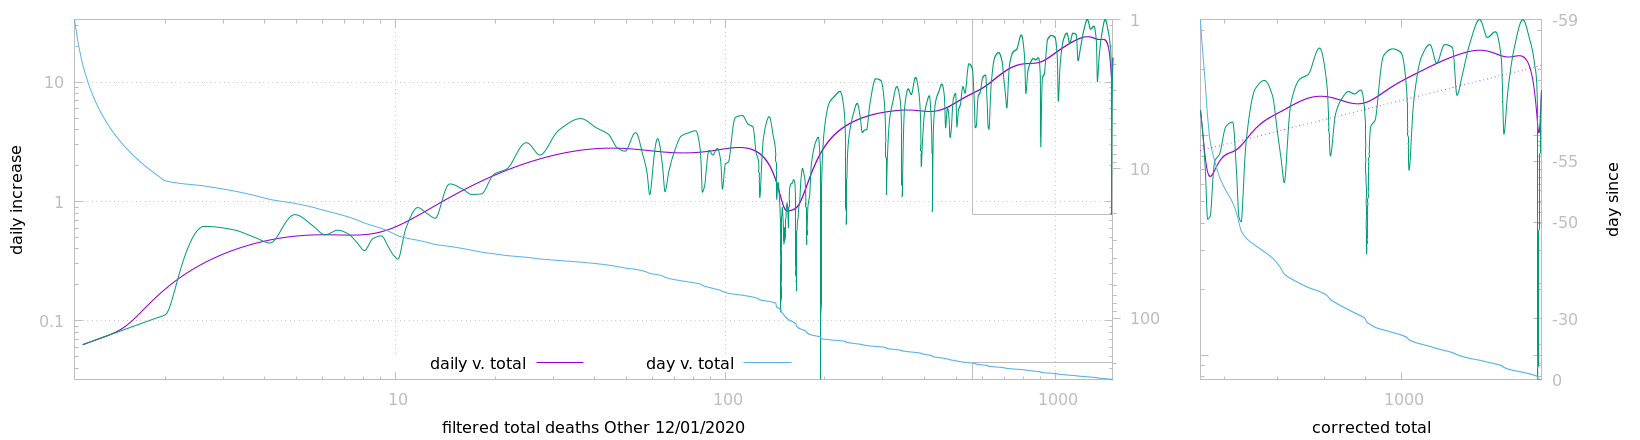 daily increase
10
1
0.1
1
10
100
daily v. total
day v. total
10
100
1000
filtered total deaths Other 12/01/2020
-59
-55
-50
-30
0
day since
1000
corrected total